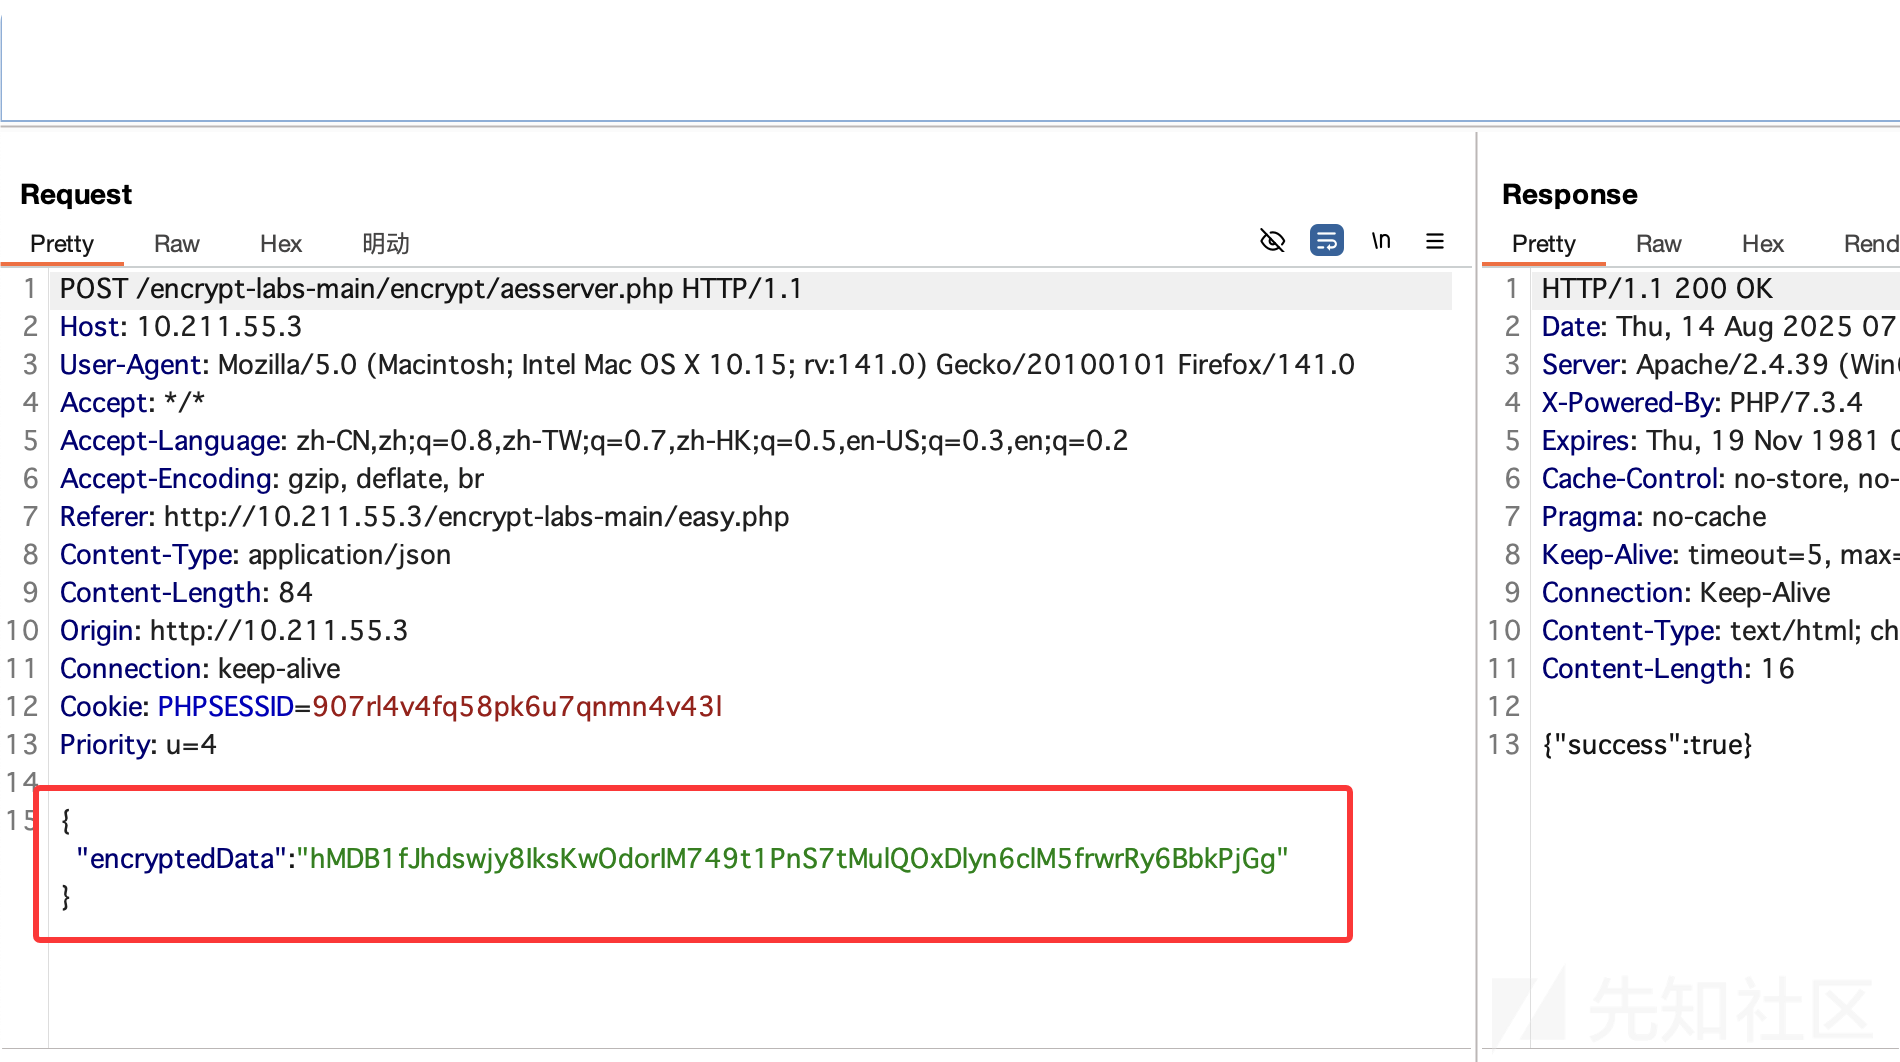 Request
Pretty Raw Hex 明动 \n
1 POST /encrypt-labs-main/encrypt/aesserver.php HTTP/1.1
2 Host: 10.211.55.3
3 User-Agent: Mozilla/5.0 (Macintosh; Intel Mac OS X 10.15; rv:141.0) Gecko/20100101 Firefox/141.0
4 Accept: */*
5 Accept-Language: zh-CN,zh;q=0.8,zh-TW;q=0.7,zh-HK;q=0.5,en-US;q=0.3,en;q=0.2
6 Accept-Encoding: gzip, deflate, br
7 Referer: http://10.211.55.3/encrypt-labs-main/easy.php
8 Content-Type: application/json
9 Content-Length: 84
10 Origin: http://10.211.55.3
11 Connection: keep-alive
12 Cookie: PHPSESSID=907rl4v4fq58pk6u7qnmn4v43l
13 Priority: u=4
14
15 {
"encryptedData":"hMDB1fJhdswjy8IksKwOdorIM749t1PnS7tMulQOxDlyn6clM5frwrRy6BbkPjGg"
}
Response
Pretty Raw Hex Rend
1 HTTP/1.1 200 OK
2 Date: Thu, 14 Aug 2025 07
3 Server: Apache/2.4.39 (Win
4 X-Powered-By: PHP/7.3.4
5 Expires: Thu, 19 Nov 1981 0
6 Cache-Control: no-store, no-
7 Pragma: no-cache
8 Keep-Alive: timeout=5, max=
9 Connection: Keep-Alive
10 Content-Type: text/html; ch
11 Content-Length: 16
12
13 {"success":true}
先知社区